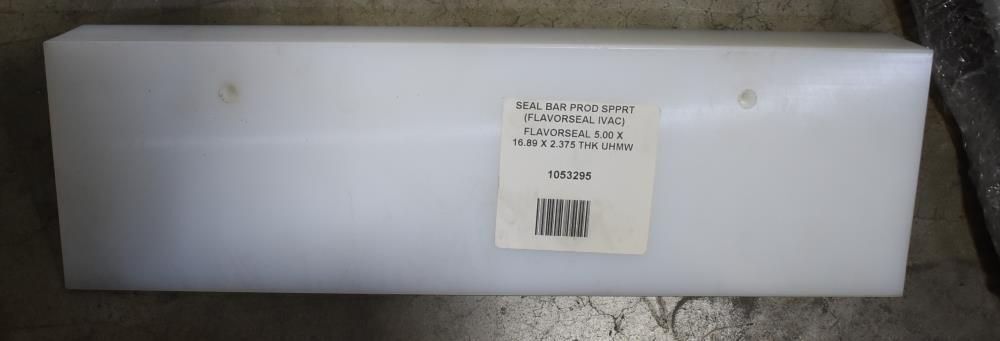 SEAL BAR PROD SPPRT
(FLAVORSEAL IVAC)
FLAVORSEAL 5.00 X
16.89 X 2.375 THK UHMW
1053295